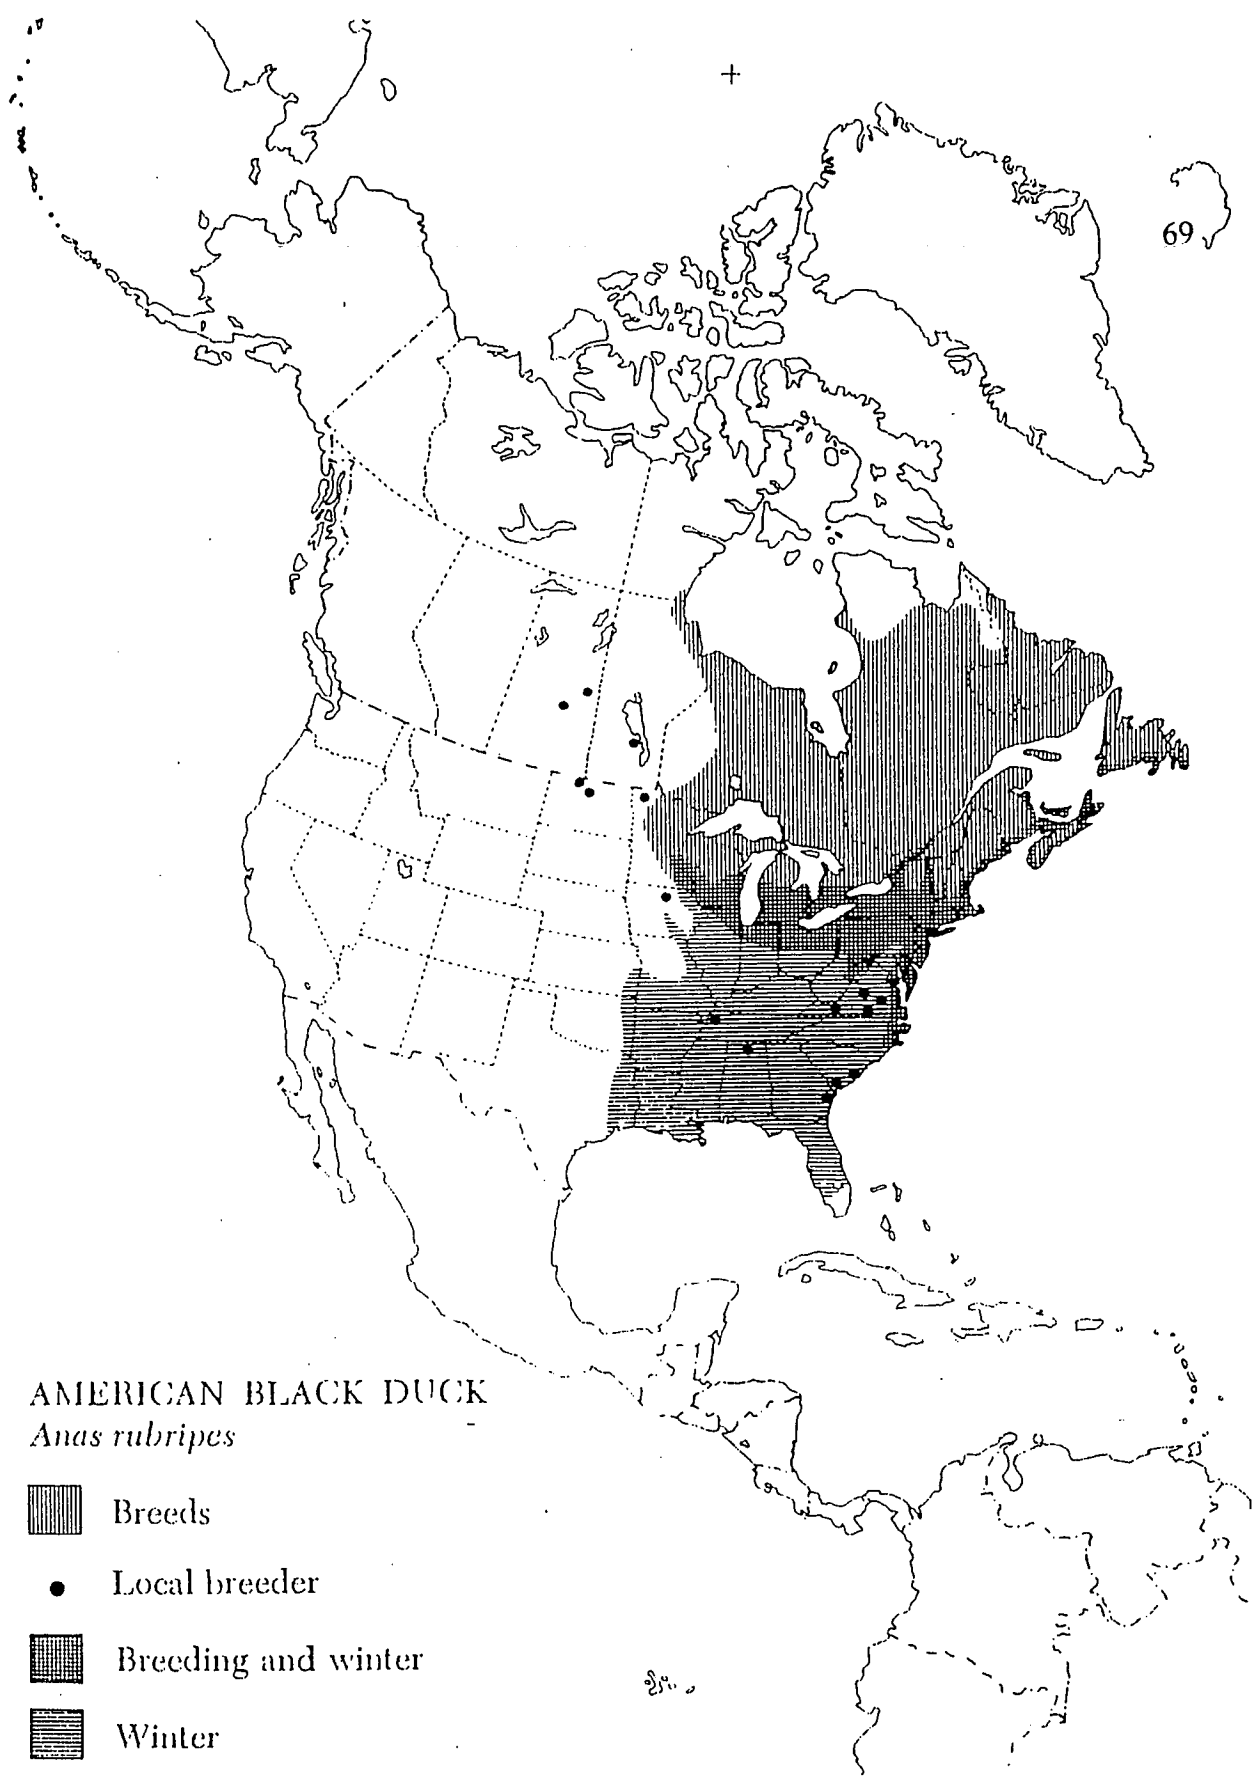 69
AMERICAN BLACK DUCK
Anas rubripes
Breeds
Local breeder
Breeding and winter
Winter